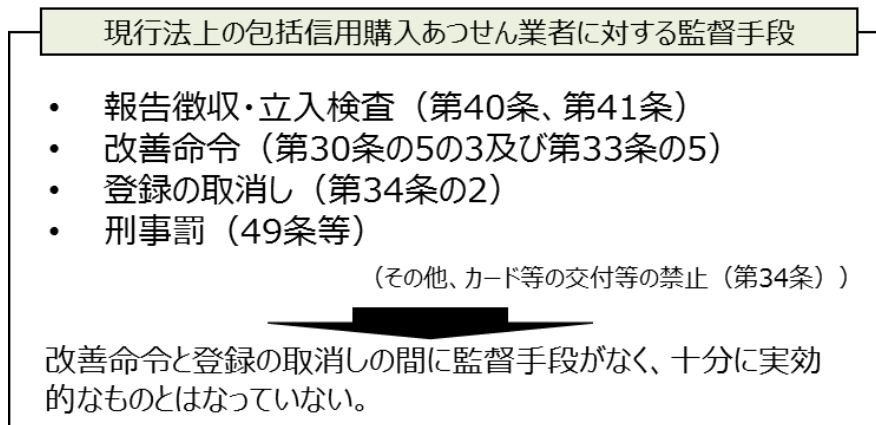 現行法上の包括信用購入あつせん業者に対する監督手段
• 報告徴収・立入検査（第40条、第41条）
• 改善命令（第30条の5の3及び第33条の5）
• 登録の取消し（第34条の2）
• 刑事罰（49条等）
（その他、カード等の交付等の禁止（第34条））
改善命令と登録の取消しの間に監督手段がなく、十分に実効
的なものとはなっていない。